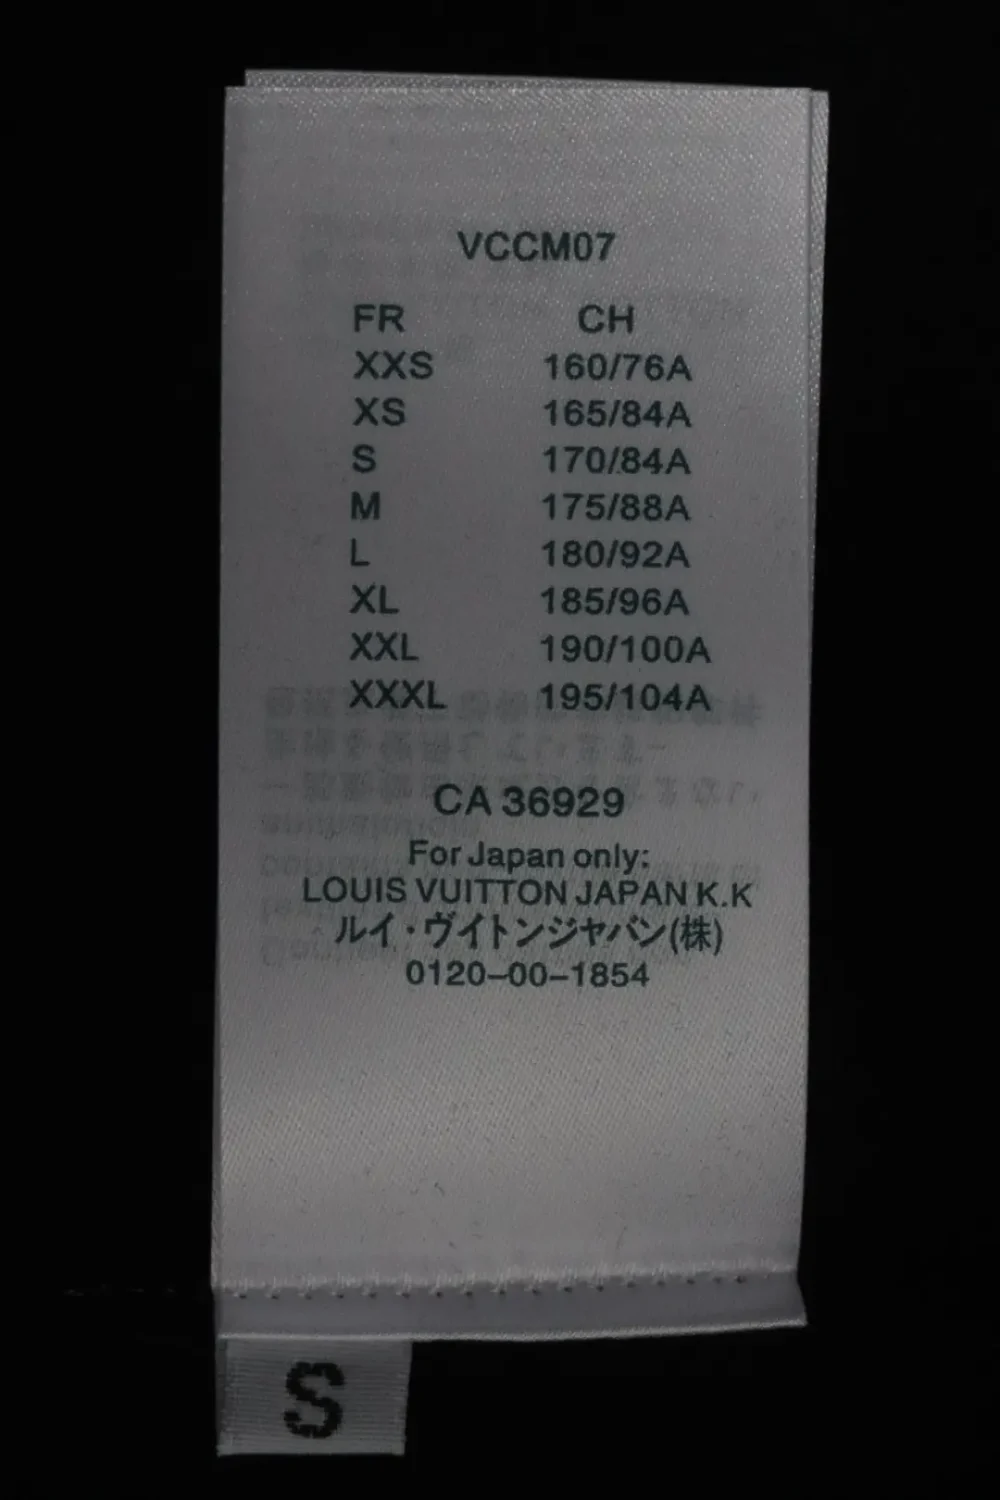 VCCM07
FR CH
XXS 160/76A
XS 165/84A
S 170/84A
M 175/88A
L 180/92A
XL 185/96A
XXL 190/100A
XXXL 195/104A
CA 36929
For Japan only:
LOUIS VUITTON JAPAN K.K
ルイ・ヴイトンジャパン(株)
0120-00-1854
S